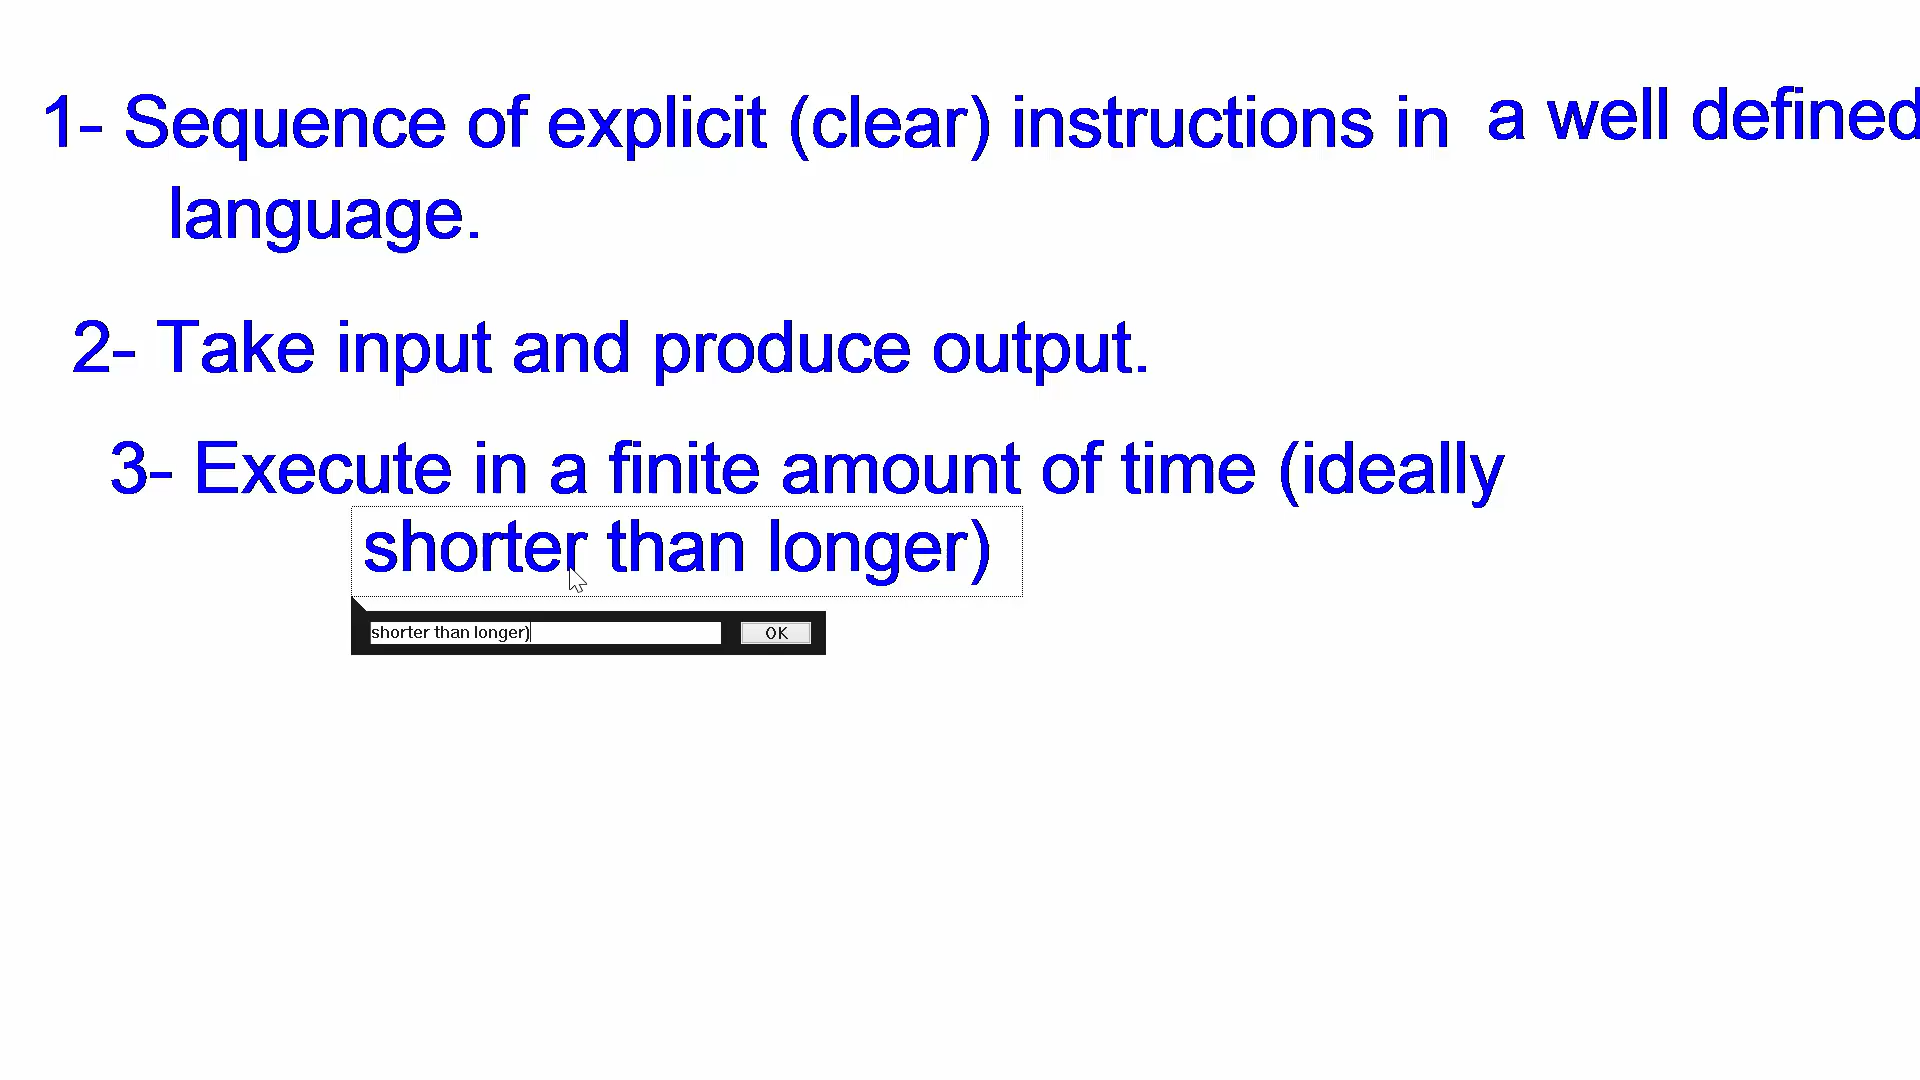 1- Sequence of explicit (clear) instructions in a well defined
language.
2- Take input and produce output.
3- Execute in a finite amount of time (ideally
shorter than longer)
shorter than longer)
OK